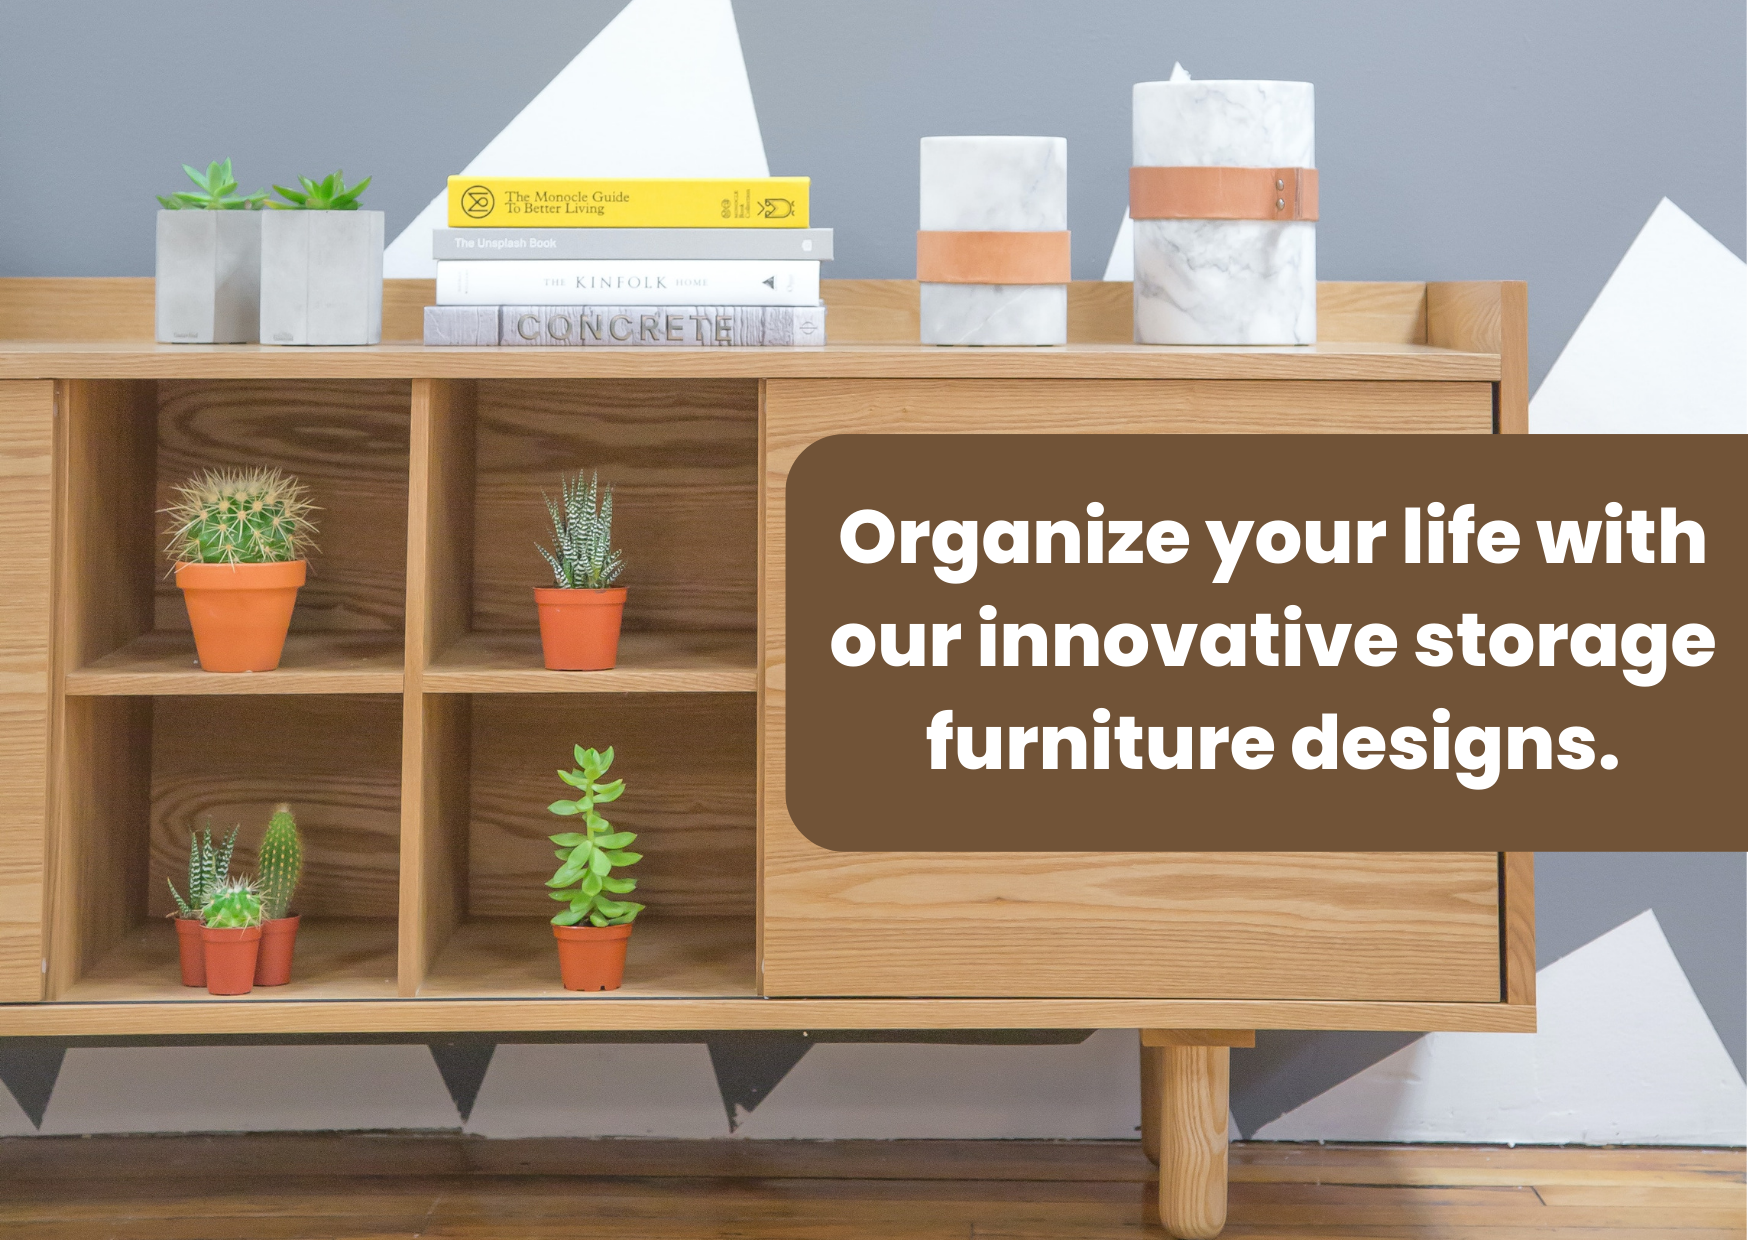 The Monocle Guide
To Better Living
The Unsplash Book
THE KINFOLK HOME
CONCRETE
Organize your life with
our innovative storage
furniture designs.